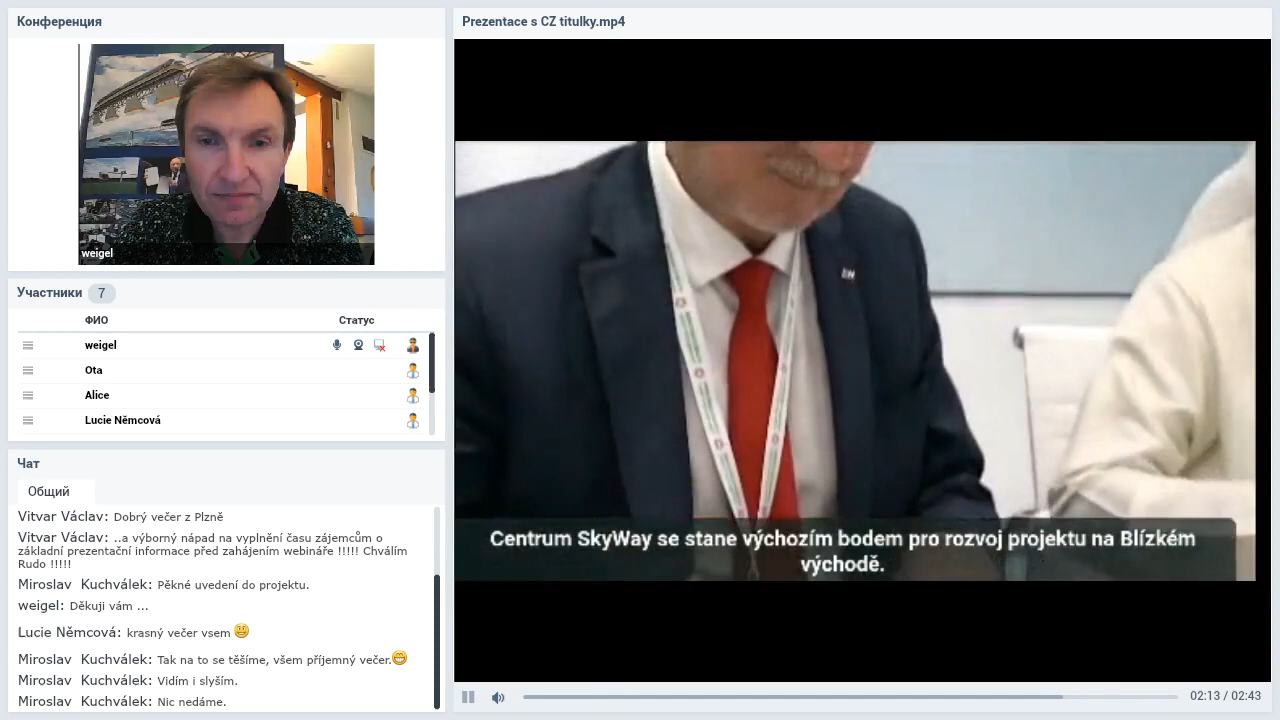 Конференция
weigel
Участники 7
ФИО Статус
weigel
Ota
Alice
Lucie Němcová
Чат
Общий
Vitvar Václav: Dobrý večer z Plzně
Vitvar Václav: ..a výborný nápad na vyplnění času zájemcům o
základní prezentační informace před zahájením webináře !!!!! Chválím
Rudo !!!!!
Miroslav Kuchválek: Pěkné uvedení do projektu.
weigel: Děkuji vám ...
Lucie Němcová: krasný večer vsem
Miroslav Kuchválek: Tak na to se těšíme, všem příjemný večer.
Miroslav Kuchválek: Vidím i slyším.
Miroslav Kuchválek: Nic nedáme.
Prezentace s CZ titulky.mp4
Centrum SkyWay se stane výchozím bodem pro rozvoj projektu na Blízkém
východě.
02:13 / 02:43